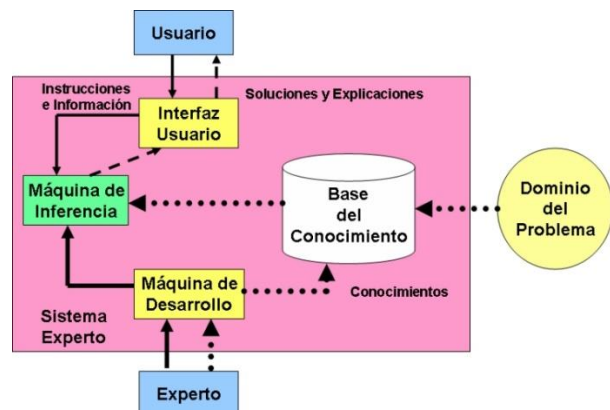 Usuario
Instrucciones
e Información
Soluciones y Explicaciones
Interfaz
Usuario
Máquina de
Inferencia
Base
del
Conocimiento
Dominio
del
Problema
Máquina de
Desarrollo
Conocimientos
Sistema
Experto
Experto